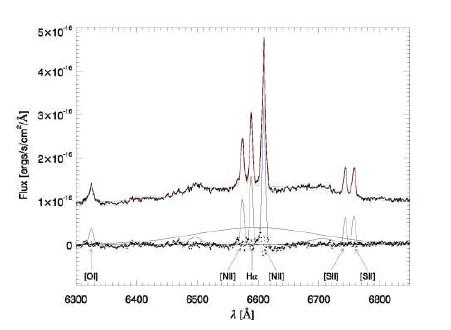 5×10⁻¹⁶
4×10⁻¹⁶
3×10⁻¹⁶
2×10⁻¹⁶
1×10⁻¹⁶
0
Flux [ergs/s/cm²/Å]
[OI] [NII] Hα [NII] [SII] [SII]
6300 6400 6500 6600 6700 6800
λ [Å]